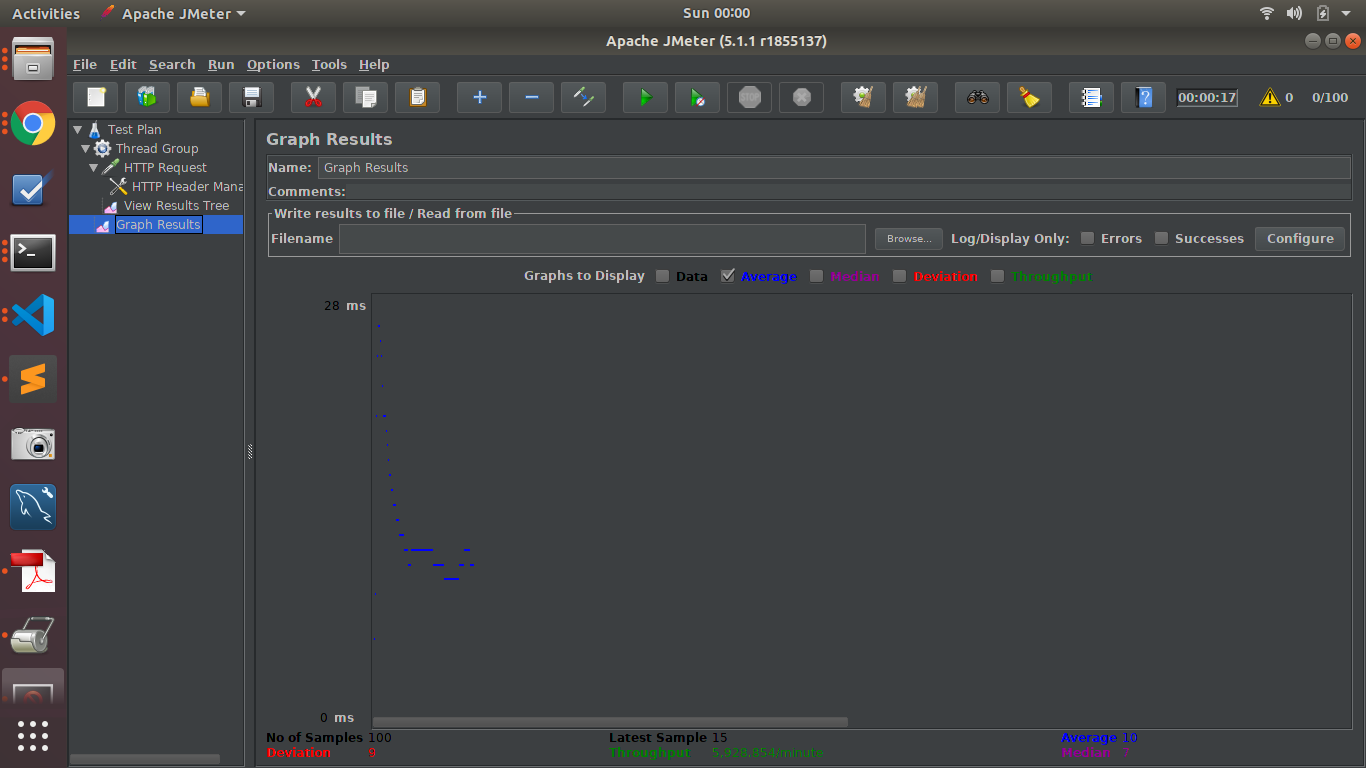 Activities Apache JMeter Sun 00:00
Apache JMeter (5.1.1 r1855137)
File Edit Search Run Options Tools Help
00:00:17 0 0/100
Test Plan
Thread Group
HTTP Request
HTTP Header Mana
View Results Tree
Graph Results
Graph Results
Name: Graph Results
Comments:
Write results to file / Read from file
Filename Browse... Log/Display Only: Errors Successes Configure
Graphs to Display Data Average Median Deviation Throughput
28 ms
0 ms
No of Samples 100 Latest Sample 15 Average 10
Deviation 9 Throughput 5,028.854/minute Median 7